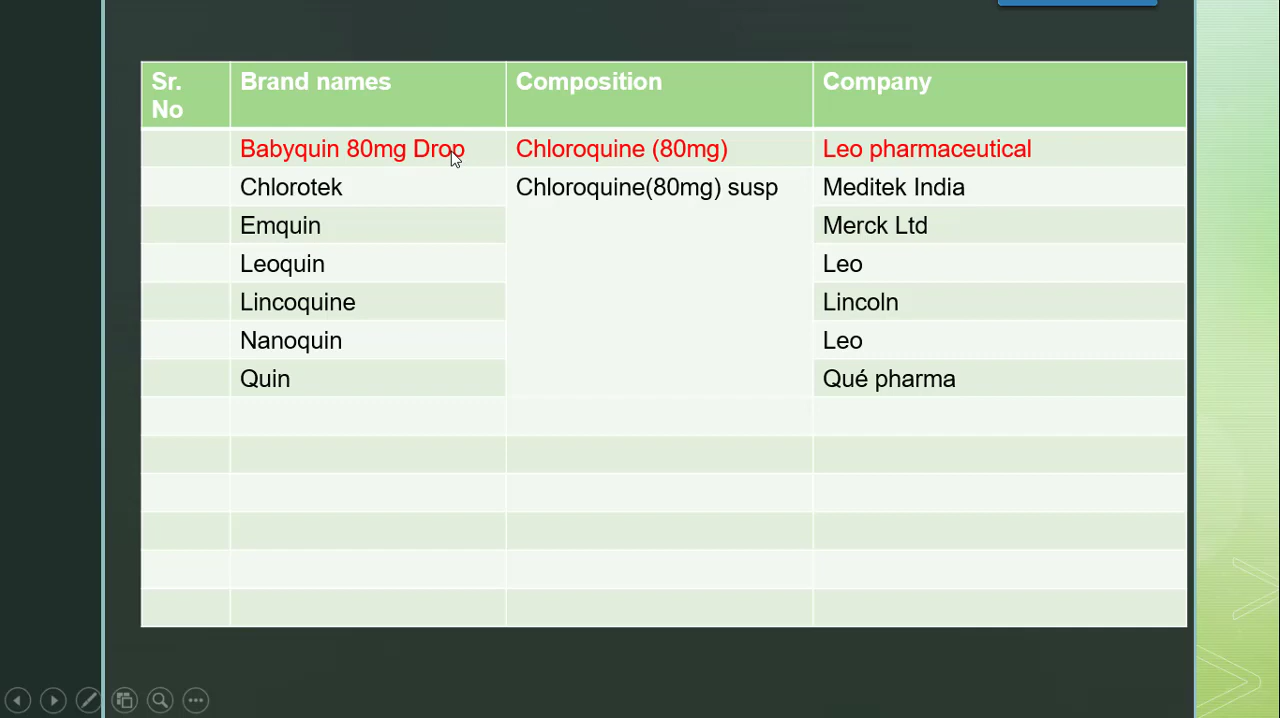 Sr. No Brand names Composition Company
Babyquin 80mg Drop Chloroquine (80mg) Leo pharmaceutical
Chlorotek Chloroquine(80mg) susp Meditek India
Emquin Merck Ltd
Leoquin Leo
Lincoquine Lincoln
Nanoquin Leo
Quin Qué pharma